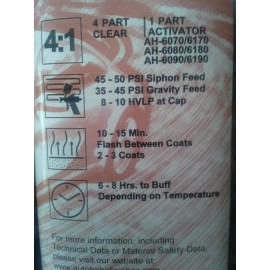 4:1
4 PART
CLEAR
1 PART
ACTIVATOR
AH-6070/6170
AH-6080/6180
AH-6090/6190
45 - 50 PSI Siphon Feed
35 - 45 PSI Gravity Feed
8 - 10 HVLP at Cap
10 - 15 Min.
Flash Between Coats
2 - 3 Coats
6 - 8 Hrs. to Buff
Depending on Temperature
For more information, including
Technical Data or Material Safety Data,
please visit our website at